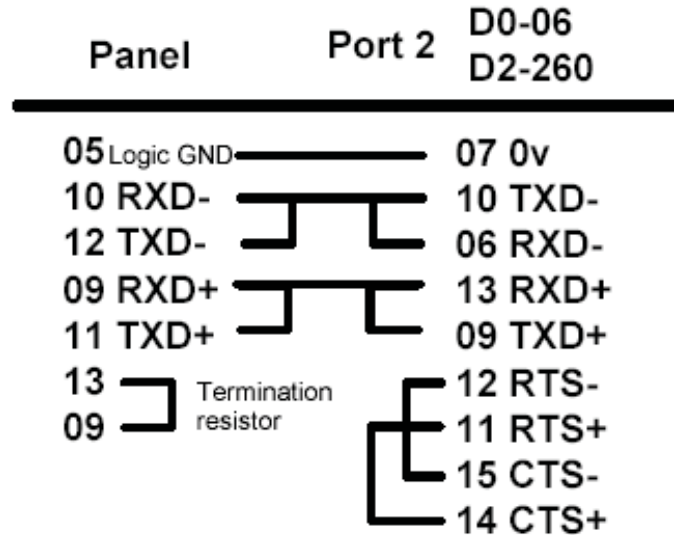 Panel Port 2 D0-06
D2-260
05 Logic GND 07 0v
10 RXD- 10 TXD-
12 TXD- 06 RXD-
09 RXD+ 13 RXD+
11 TXD+ 09 TXD+
13 Termination 12 RTS-
09 resistor 11 RTS+
15 CTS-
14 CTS+